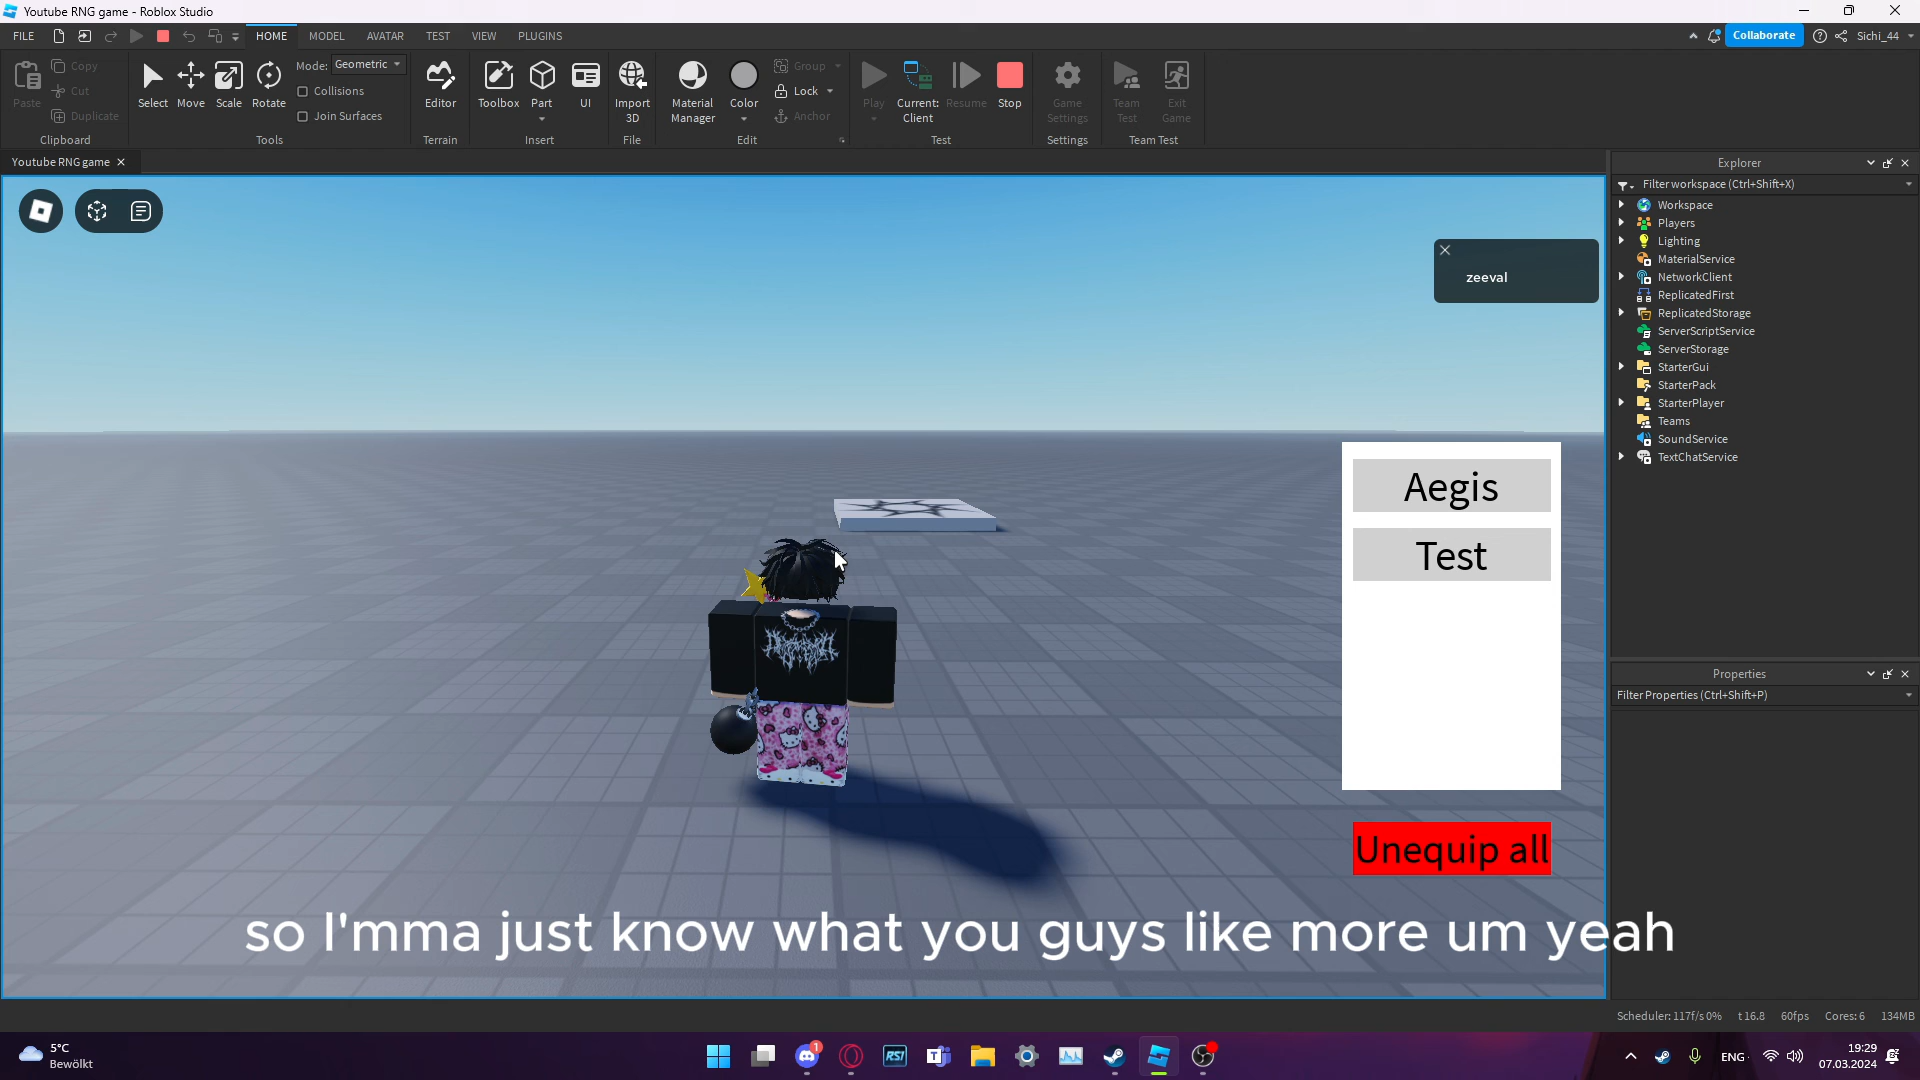 Youtube RNG game - Roblox Studio
FILE HOME MODEL AVATAR TEST VIEW PLUGINS Collaborate Sichi_44
Paste Copy Cut Duplicate Clipboard
Select Move Scale Rotate Mode: Geometric Collisions Join Surfaces Tools
Editor Terrain
Toolbox Part UI Insert
Import 3D File
Material Manager Color Group Lock Anchor Edit
Play Current: Client Resume Stop Test
Game Settings Settings
Team Test Exit Game Team Test
Youtube RNG game
zeeval
Aegis
Test
Unequip all
so I'mma just know what you guys like more um yeah
Explorer
Filter workspace (Ctrl+Shift+X)
Workspace
Players
Lighting
MaterialService
NetworkClient
ReplicatedFirst
ReplicatedStorage
ServerScriptService
ServerStorage
StarterGui
StarterPack
StarterPlayer
Teams
SoundService
TextChatService
Properties
Filter Properties (Ctrl+Shift+P)
Scheduler: 117f/s 0% t 16.8 60fps Cores: 6 134MB
5°C
Bewölkt
1
RSI
ENG
19:29
07.03.2024